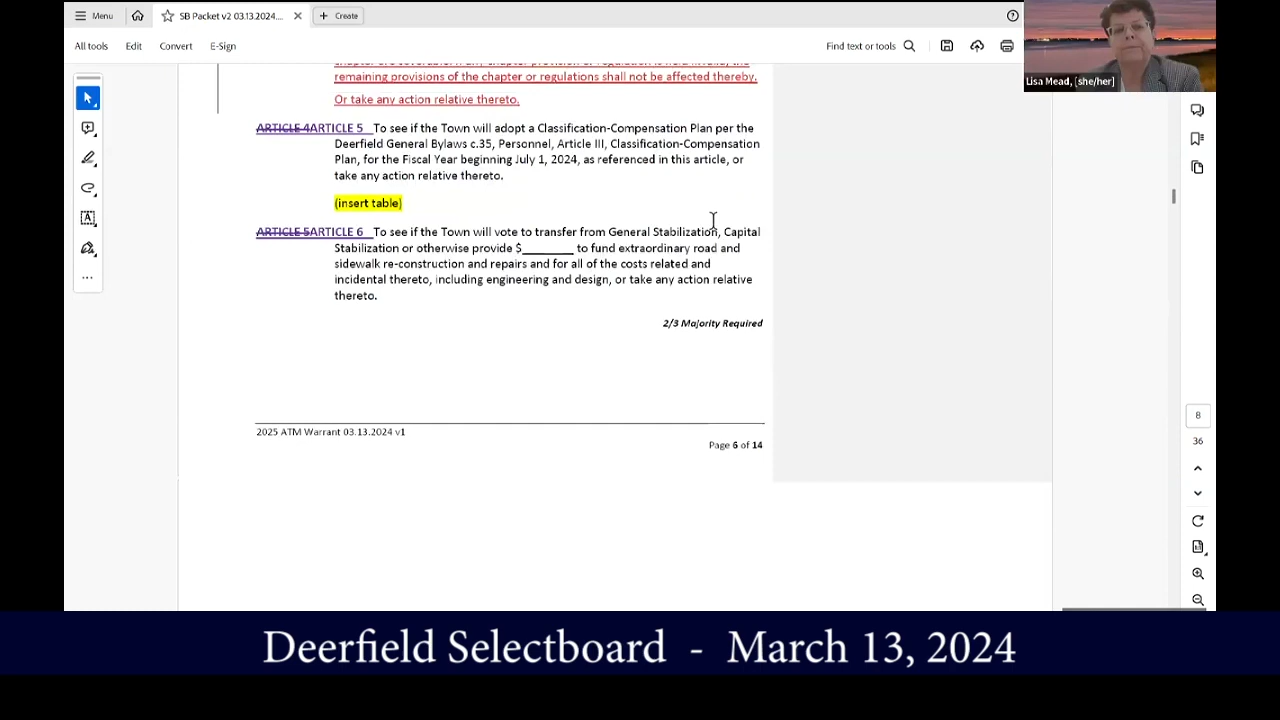 Menu
SB Packet v2 03.13.2024...
Create
All tools
Edit
Convert
E-Sign
Find text or tools
Lisa Mead, [she/her]
remaining provisions of the chapter or regulations shall not be affected thereby.
Or take any action relative thereto.
ARTICLE 4ARTICLE 5 To see if the Town will adopt a Classification-Compensation Plan per the
Deerfield General Bylaws c.35, Personnel, Article III, Classification-Compensation
Plan, for the Fiscal Year beginning July 1, 2024, as referenced in this article, or
take any action relative thereto.
(insert table)
ARTICLE 5ARTICLE 6 To see if the Town will vote to transfer from General Stabilization, Capital
Stabilization or otherwise provide $________ to fund extraordinary road and
sidewalk re-construction and repairs and for all of the costs related and
incidental thereto, including engineering and design, or take any action relative
thereto.
2/3 Majority Required
2025 ATM Warrant 03.13.2024 v1
Page 6 of 14
8
36
Deerfield Selectboard - March 13, 2024